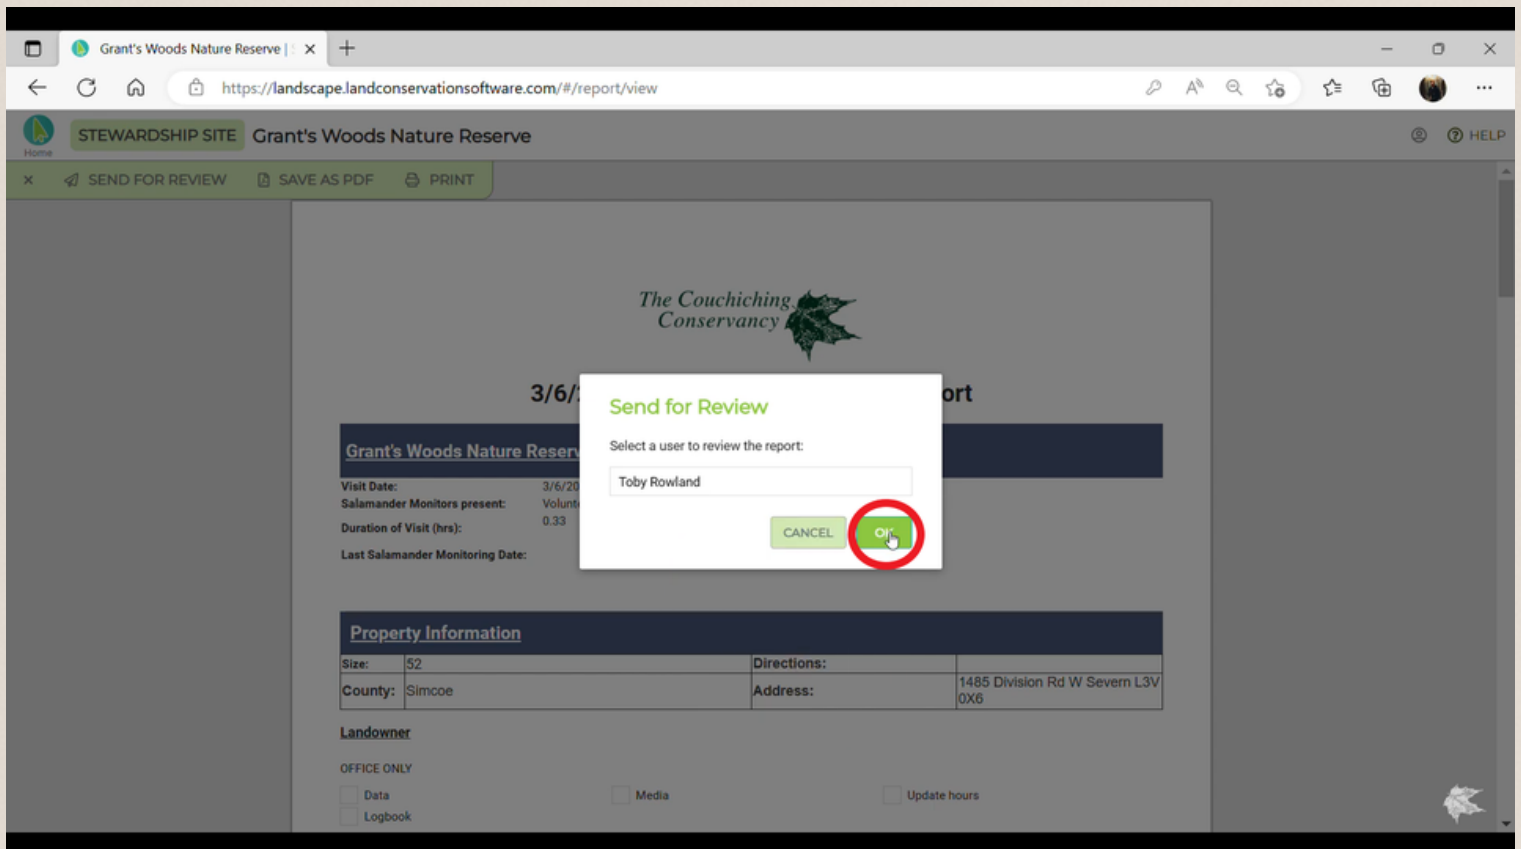 Grant's Woods Nature Reserve |
https://landscape.landconservationsoftware.com/#/report/view
Home
STEWARDSHIP SITE Grant's Woods Nature Reserve
HELP
SEND FOR REVIEW SAVE AS PDF PRINT
The Couchiching
Conservancy
3/6/ ort
Grant's Woods Nature Reserv
Visit Date: 3/6/20
Salamander Monitors present: Volunt
Duration of Visit (hrs): 0.33
Last Salamander Monitoring Date:
Send for Review
Select a user to review the report:
Toby Rowland
CANCEL OK
Property Information
Size: 52 Directions:
County: Simcoe Address: 1485 Division Rd W Severn L3V
0X6
Landowner
OFFICE ONLY
Data Media Update hours
Logbook